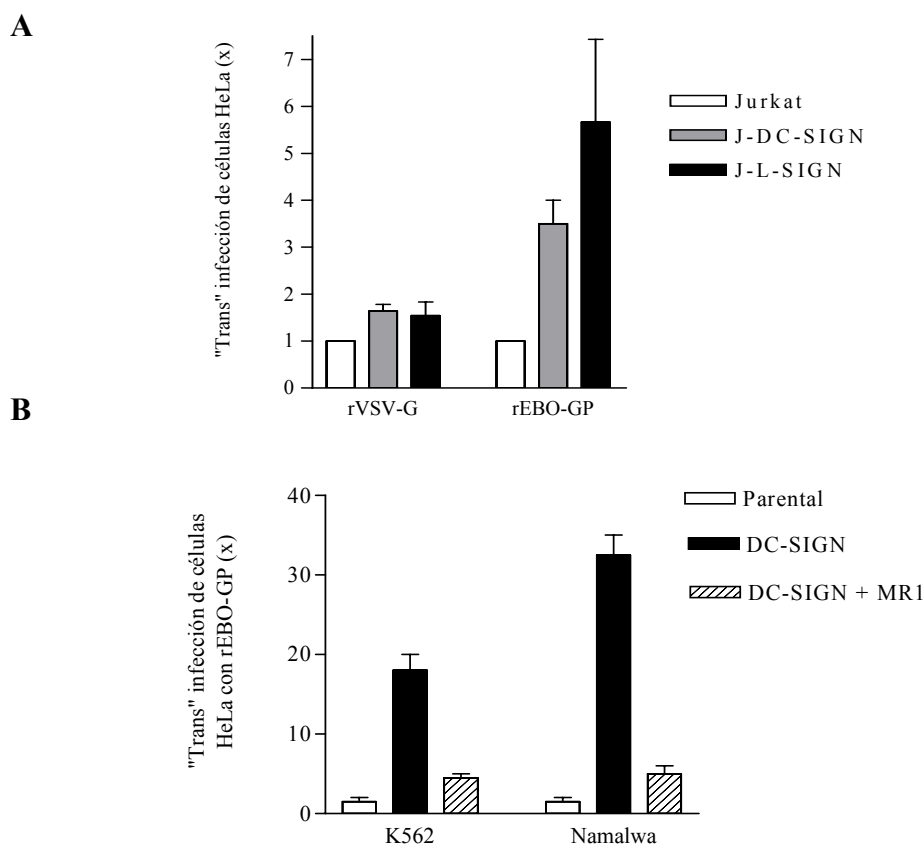 A
"Trans" infección de células HeLa (x)
7
6
5
4
3
2
1
0
rVSV-G
rEBO-GP
Jurkat
J-DC-SIGN
J-L-SIGN
B
"Trans" infección de células
HeLa con rEBO-GP (x)
40
30
20
10
0
K562
Namalwa
Parental
DC-SIGN
DC-SIGN + MR1